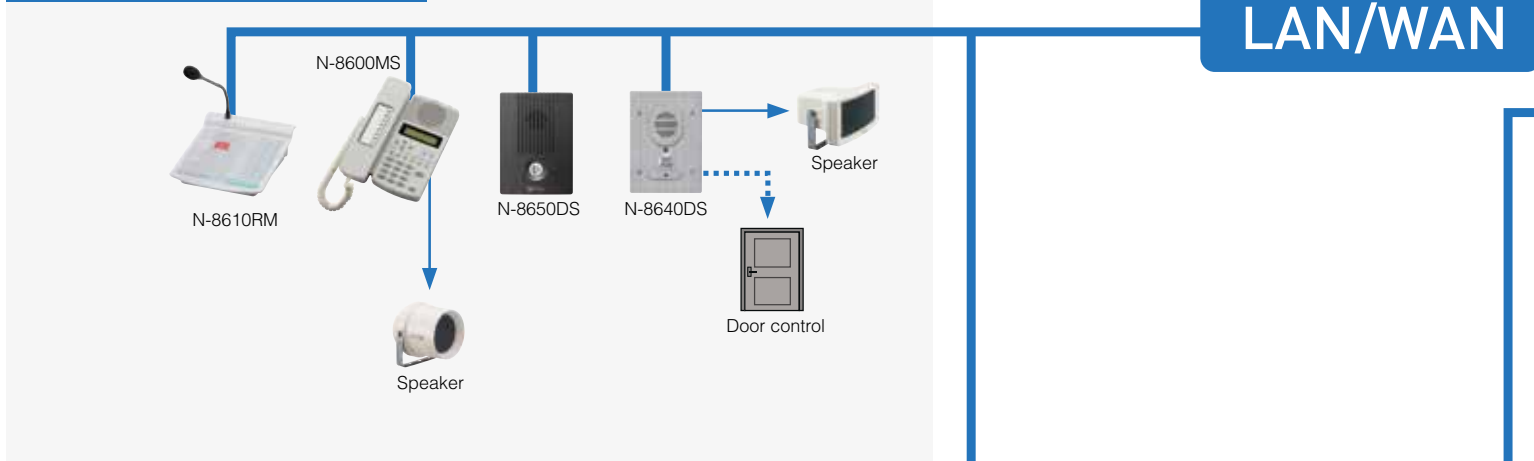 LAN/WAN
N-8600MS
Speaker
N-8610RM
N-8650DS
N-8640DS
Door control
Speaker